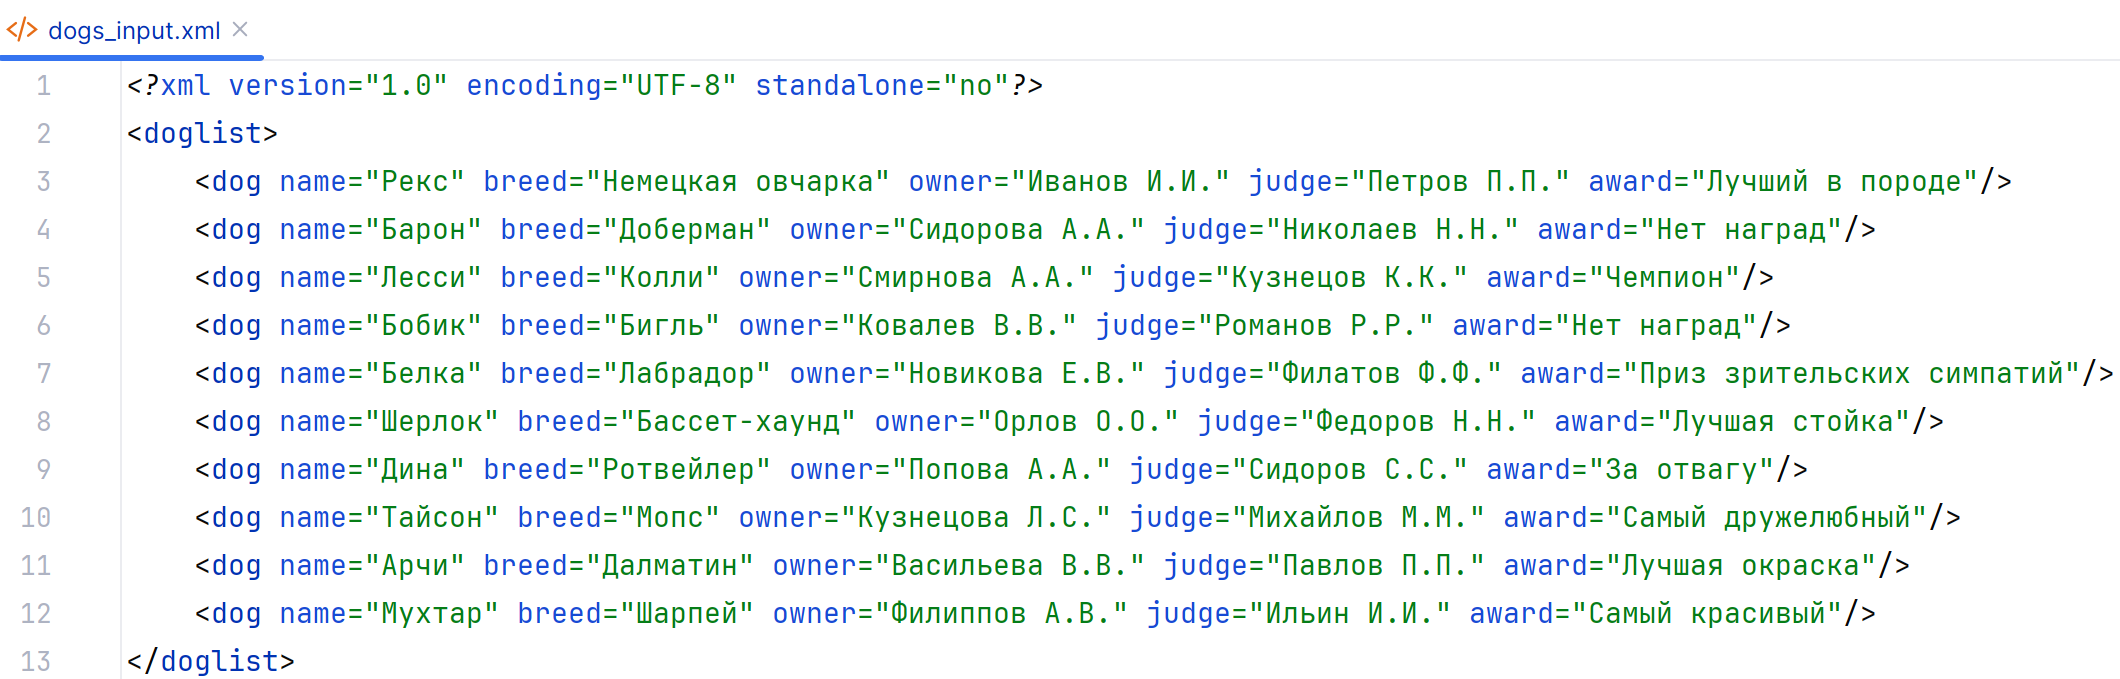 dogs_input.xml
1 <?xml version="1.0" encoding="UTF-8" standalone="no"?>
2 <doglist>
3 <dog name="Рекс" breed="Немецкая овчарка" owner="Иванов И.И." judge="Петров П.П." award="Лучший в породе"/>
4 <dog name="Барон" breed="Доберман" owner="Сидорова А.А." judge="Николаев Н.Н." award="Нет наград"/>
5 <dog name="Лесси" breed="Колли" owner="Смирнова А.А." judge="Кузнецов К.К." award="Чемпион"/>
6 <dog name="Бобик" breed="Бигль" owner="Ковалев В.В." judge="Романов Р.Р." award="Нет наград"/>
7 <dog name="Белка" breed="Лабрадор" owner="Новикова Е.В." judge="Филатов Ф.Ф." award="Приз зрительских симпатий"/>
8 <dog name="Шерлок" breed="Бассет-хаунд" owner="Орлов О.О." judge="Федоров Н.Н." award="Лучшая стойка"/>
9 <dog name="Дина" breed="Ротвейлер" owner="Попова А.А." judge="Сидоров С.С." award="За отвагу"/>
10 <dog name="Тайсон" breed="Мопс" owner="Кузнецова Л.С." judge="Михайлов М.М." award="Самый дружелюбный"/>
11 <dog name="Арчи" breed="Далматин" owner="Васильева В.В." judge="Павлов П.П." award="Лучшая окраска"/>
12 <dog name="Мухтар" breed="Шарпей" owner="Филиппов А.В." judge="Ильин И.И." award="Самый красивый"/>
13 </doglist>